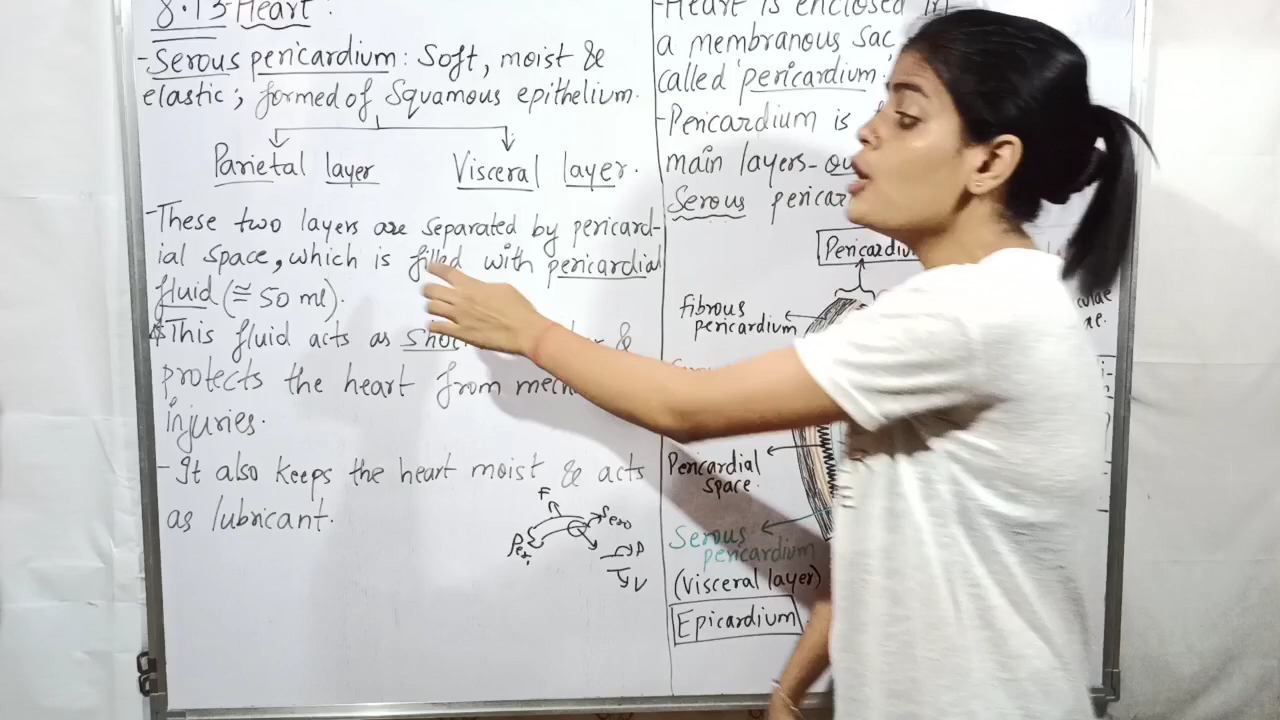 8.13 Heart:
-Serous pericardium: Soft, moist &
elastic; formed of Squamous epithelium.
Parietal layer Visceral layer.
-These two layers are separated by pericard-
ial space, which is filled with pericardial
fluid (≅ 50 ml).
*This fluid acts as &
protects the heart from
injuries.
-It also keeps the heart moist & acts
as lubricant.
F
Sero
Per.
P
V
-Heart is enclosed in
a membranous sac
called 'pericardium.'
-Pericardium is
main layers-
Serous
fibrous
pericardium
Pericardial
space.
Serous
pericardium
(Visceral layer)
Epicardium